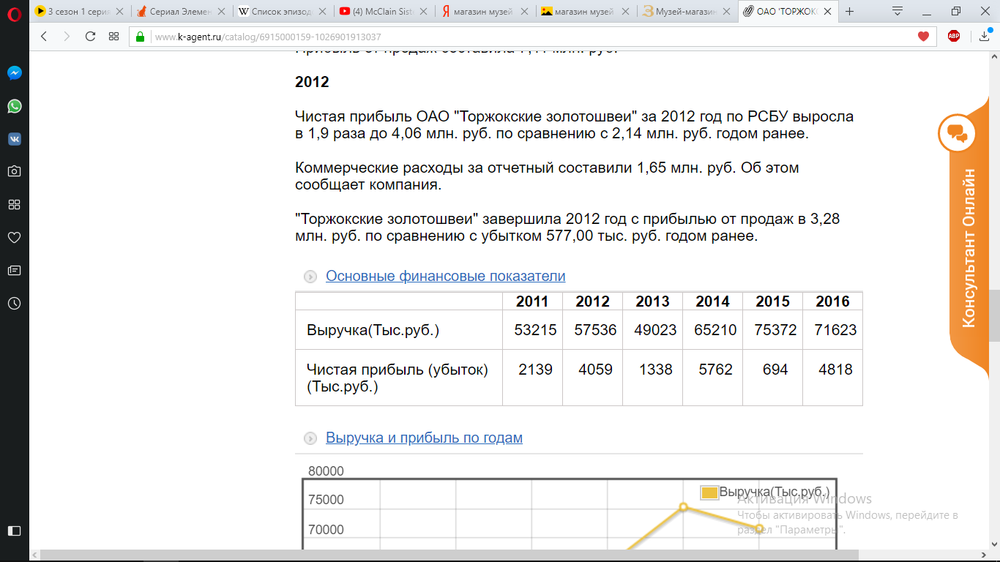 3 сезон 1 серия
Сериал Элемен
Список эпизодо
(4) McClain Sist
магазин музей
магазин музей
Музей-магазин
ОАО 'ТОРЖОКС
www.k-agent.ru/catalog/6915000159-1026901913037
ABP
2012
Чистая прибыль ОАО "Торжокские золотошвеи" за 2012 год по РСБУ выросла
в 1,9 раза до 4,06 млн. руб. по сравнению с 2,14 млн. руб. годом ранее.
Коммерческие расходы за отчетный составили 1,65 млн. руб. Об этом
сообщает компания.
"Торжокские золотошвеи" завершила 2012 год с прибылью от продаж в 3,28
млн. руб. по сравнению с убытком 577,00 тыс. руб. годом ранее.
Основные финансовые показатели
2011 2012 2013 2014 2015 2016
Выручка(Тыс.руб.) 53215 57536 49023 65210 75372 71623
Чистая прибыль (убыток) 2139 4059 1338 5762 694 4818
(Тыс.руб.)
Выручка и прибыль по годам
80000
75000
70000
Выручка(Тыс.руб.)
Активация Windows
Чтобы активировать Windows, перейдите в
раздел "Параметры".
Консультант Онлайн